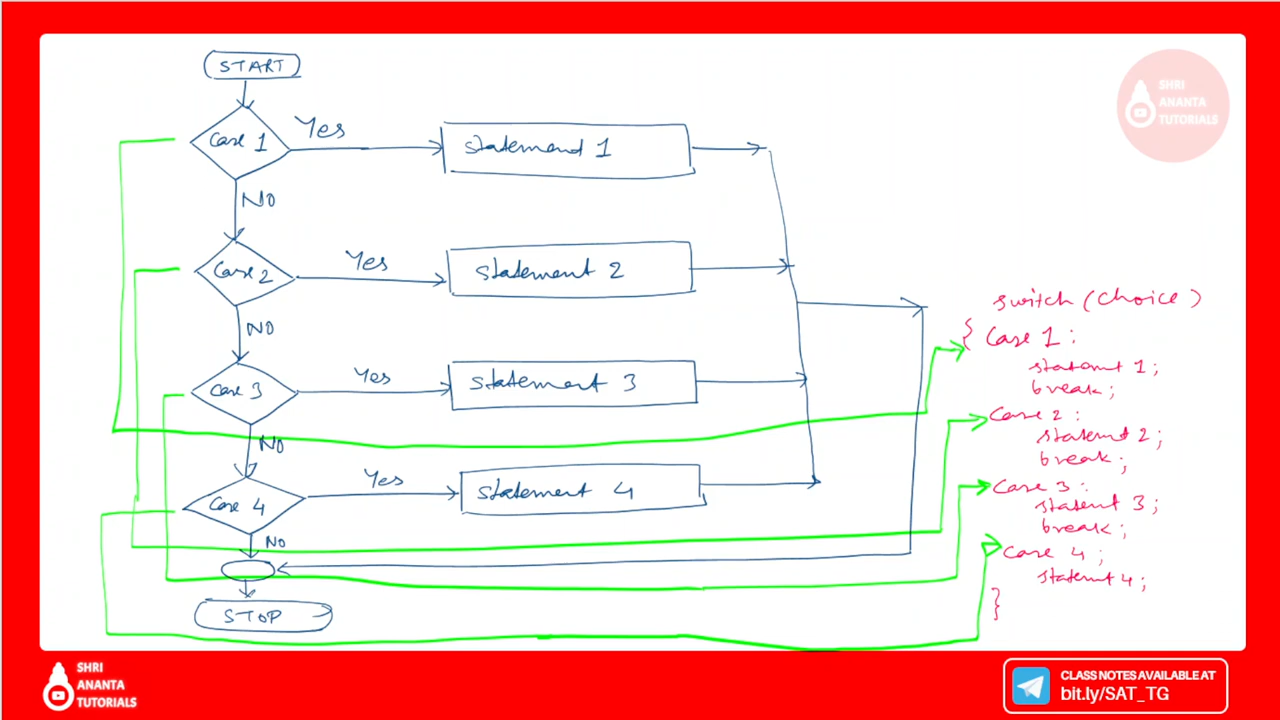 START
Case 1
Yes
statement 1
NO
Case 2
Yes
statement 2
NO
Case 3
Yes
statement 3
NO
Case 4
Yes
statement 4
NO
STOP
switch (choice)
{ Case 1 :
statemt 1 ;
break ;
Case 2 :
statemt 2 ;
break ;
Case 3 :
statemt 3 ;
break ;
Case 4 ;
statemt 4 ;
}
SHRI
ANANTA
TUTORIALS
SHRI
ANANTA
TUTORIALS
CLASS NOTES AVAILABLE AT
bit.ly/SAT_TG